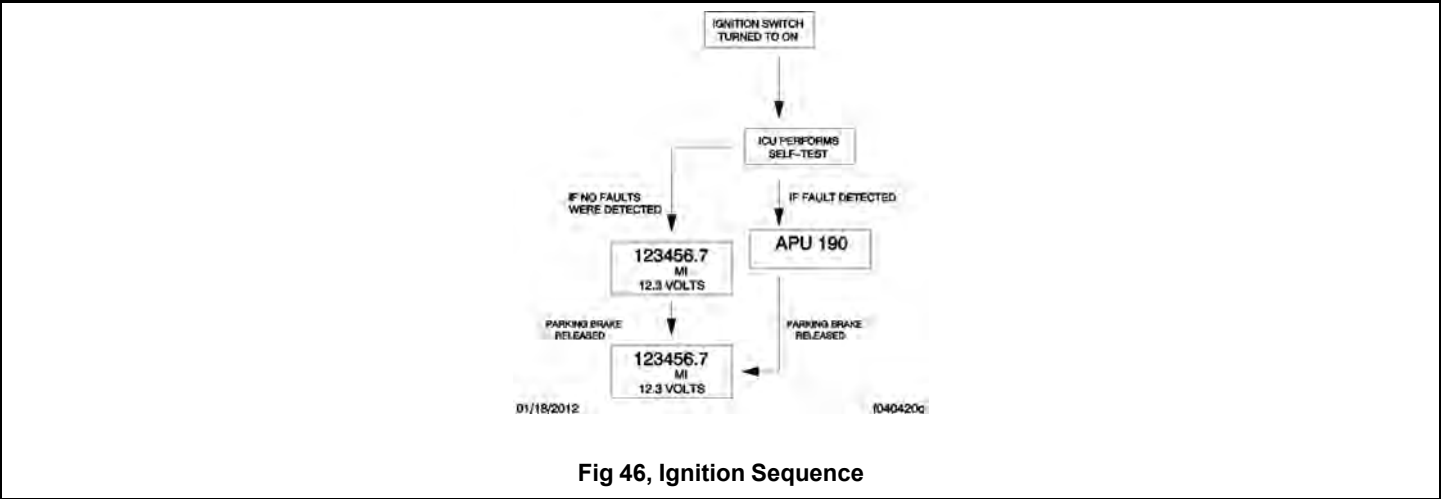 IGNITION SWITCH
TURNED TO ON
ICU PERFORMS
SELF-TEST
IF NO FAULTS
WERE DETECTED
IF FAULT DETECTED
APU 190
123456.7
MI
12.3 VOLTS
PARKING BRAKE
RELEASED
PARKING BRAKE
RELEASED
123456.7
MI
12.3 VOLTS
01/18/2012
f040420g
Fig 46, Ignition Sequence